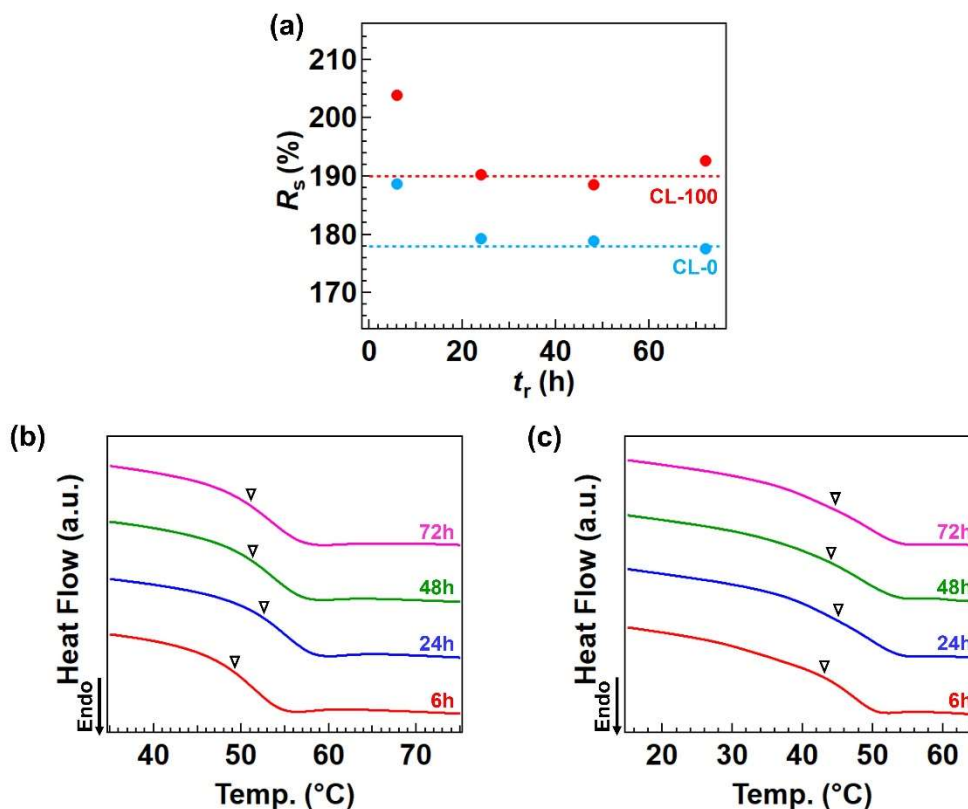 (a)
210
200
190
180
170
R_s (%)
CL-100
CL-0
0 20 40 60
t_r (h)
(b)
Heat Flow (a.u.)
Endo
72h
48h
24h
6h
40 50 60 70
Temp. (°C)
(c)
Heat Flow (a.u.)
Endo
72h
48h
24h
6h
20 30 40 50 60
Temp. (°C)